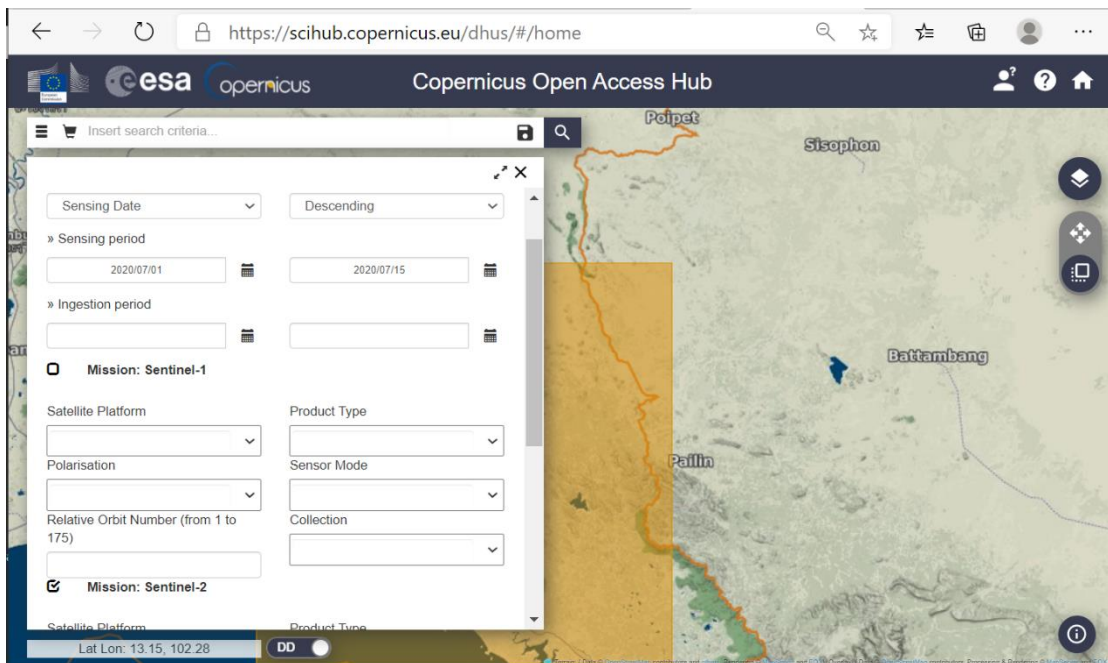 https://scihub.copernicus.eu/dhus/#/home
esa opernicus Copernicus Open Access Hub
Insert search criteria...
Poipet
Sisophon
Sensing Date Descending
» Sensing period
2020/07/01 2020/07/15
» Ingestion period
Mission: Sentinel-1
Battambang
Satellite Platform Product Type
Polarisation Sensor Mode
Pailin
Relative Orbit Number (from 1 to
175)
Collection
Mission: Sentinel-2
Satellite Platform Product Type
Lat Lon: 13.15, 102.28 DD